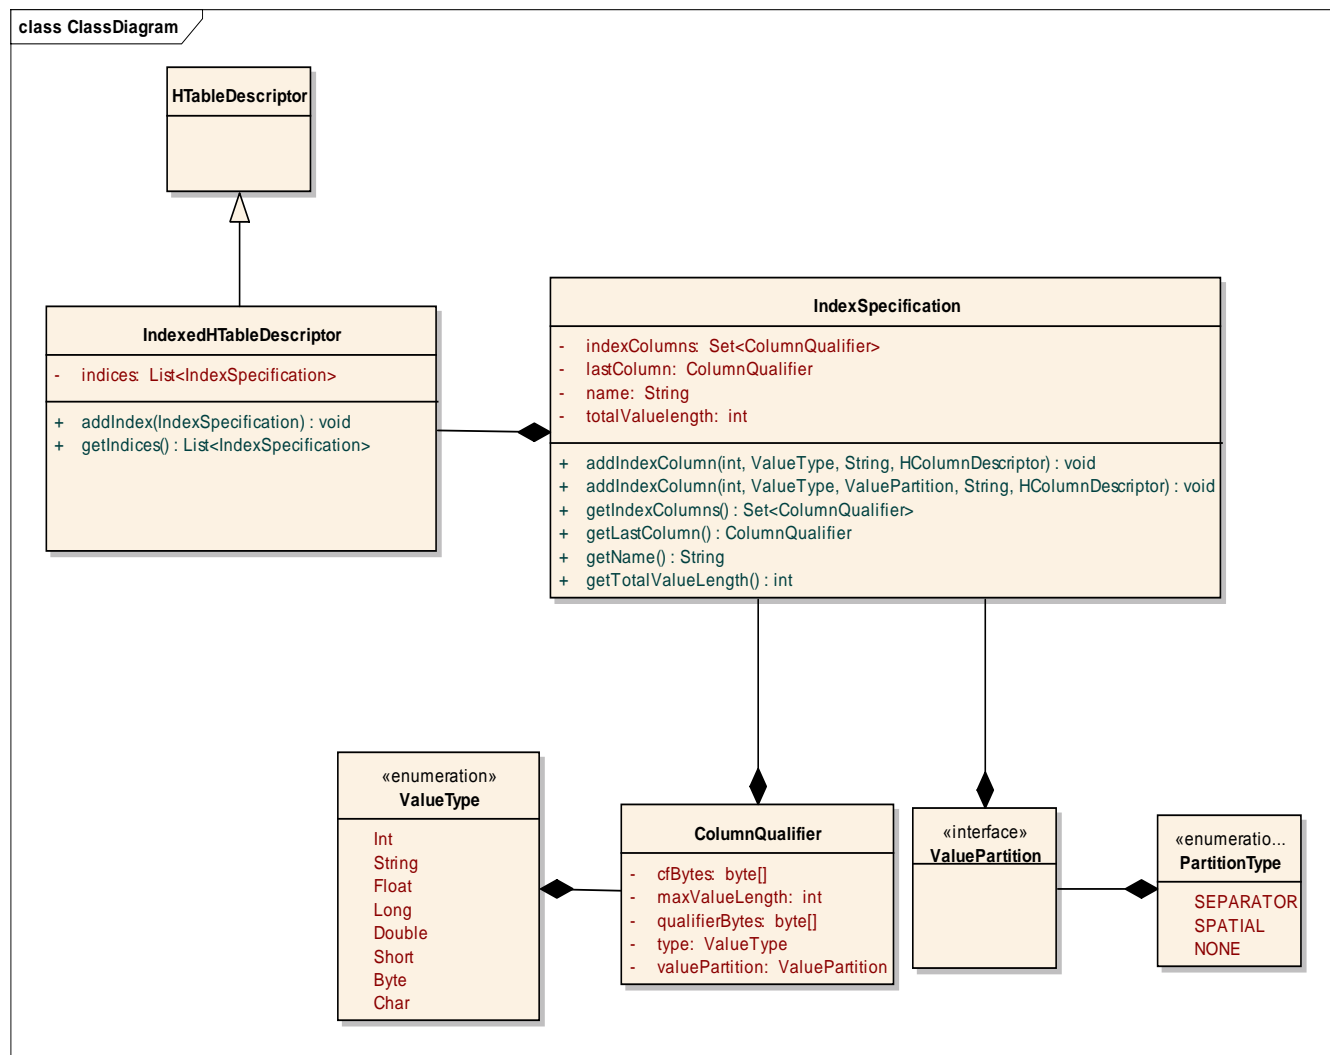 class ClassDiagram
HTableDescriptor
IndexedHTableDescriptor
- indices: List<IndexSpecification>
+ addIndex(IndexSpecification) : void
+ getIndices() : List<IndexSpecification>
IndexSpecification
- indexColumns: Set<ColumnQualifier>
- lastColumn: ColumnQualifier
- name: String
- totalValuelength: int
+ addIndexColumn(int, ValueType, String, HColumnDescriptor) : void
+ addIndexColumn(int, ValueType, ValuePartition, String, HColumnDescriptor) : void
+ getIndexColumns() : Set<ColumnQualifier>
+ getLastColumn() : ColumnQualifier
+ getName() : String
+ getTotalValueLength() : int
«enumeration»
ValueType
Int
String
Float
Long
Double
Short
Byte
Char
ColumnQualifier
- cfBytes: byte[]
- maxValueLength: int
- qualifierBytes: byte[]
- type: ValueType
- valuePartition: ValuePartition
«interface»
ValuePartition
«enumeratio...
PartitionType
SEPARATOR
SPATIAL
NONE